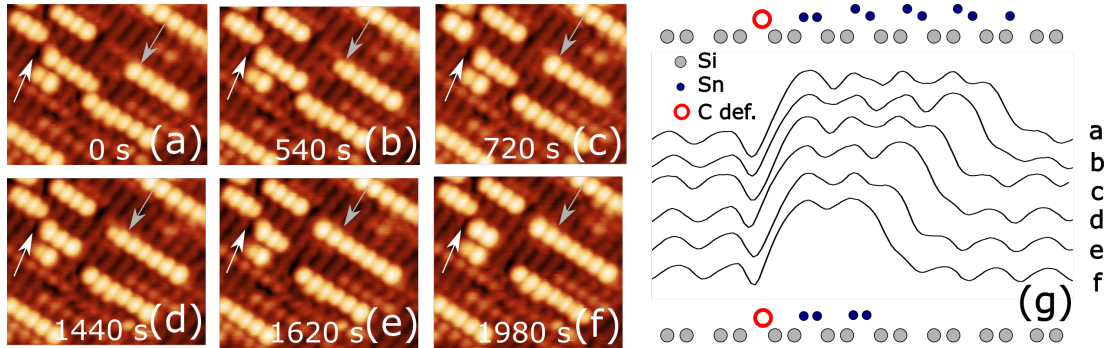 0 s (a)
540 s (b)
720 s (c)
1440 s (d)
1620 s (e)
1980 s (f)
C
Si
Sn
C def.
a
b
c
d
e
f
(g)
C